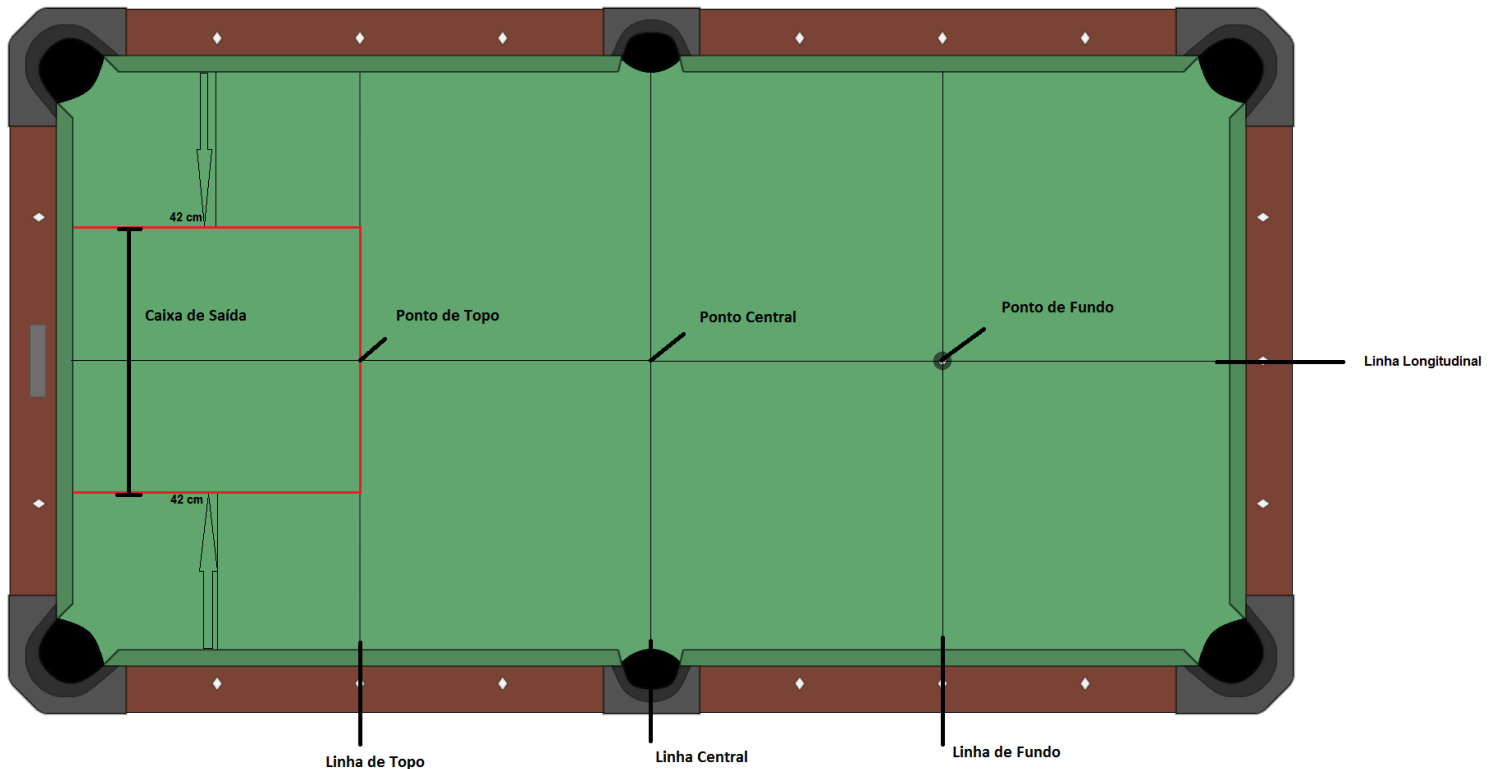 42 cm
Caixa de Saída
Ponto de Topo
Ponto Central
Ponto de Fundo
Linha Longitudinal
42 cm
Linha de Topo
Linha Central
Linha de Fundo